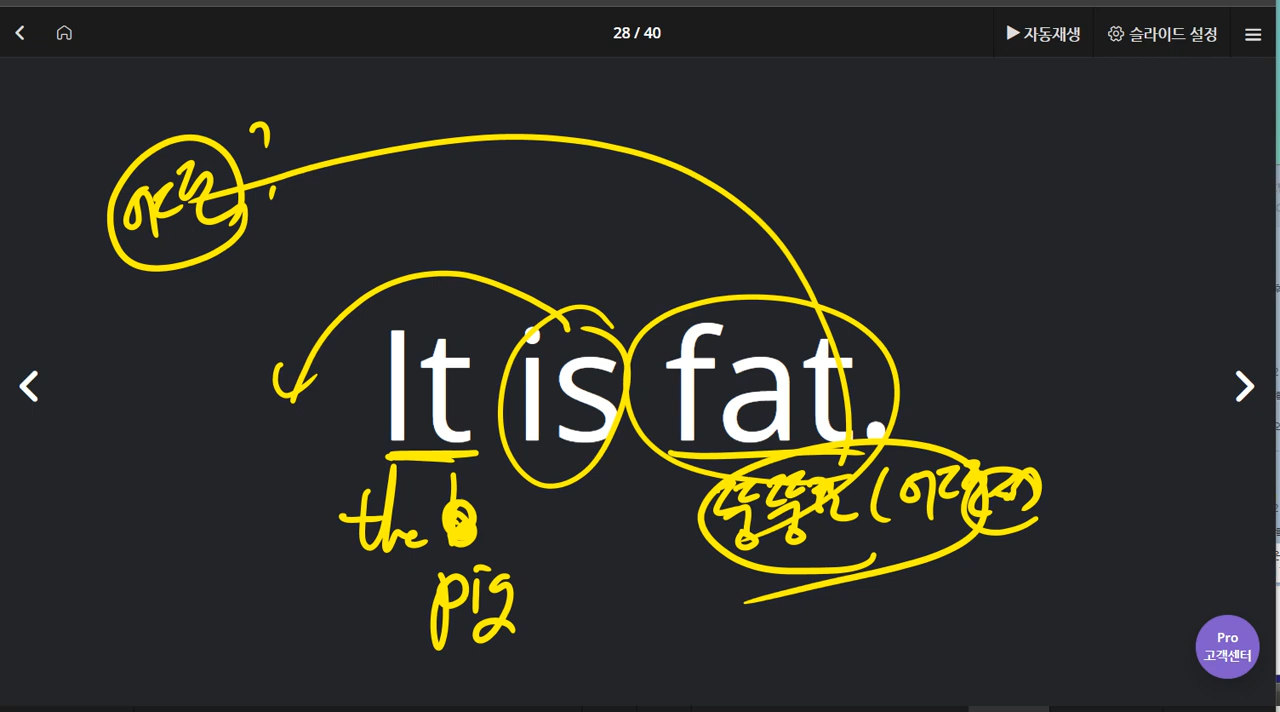 28 / 40
▶자동재생
슬라이드 설정
It is fat.
the
pig
Pro
고객센터